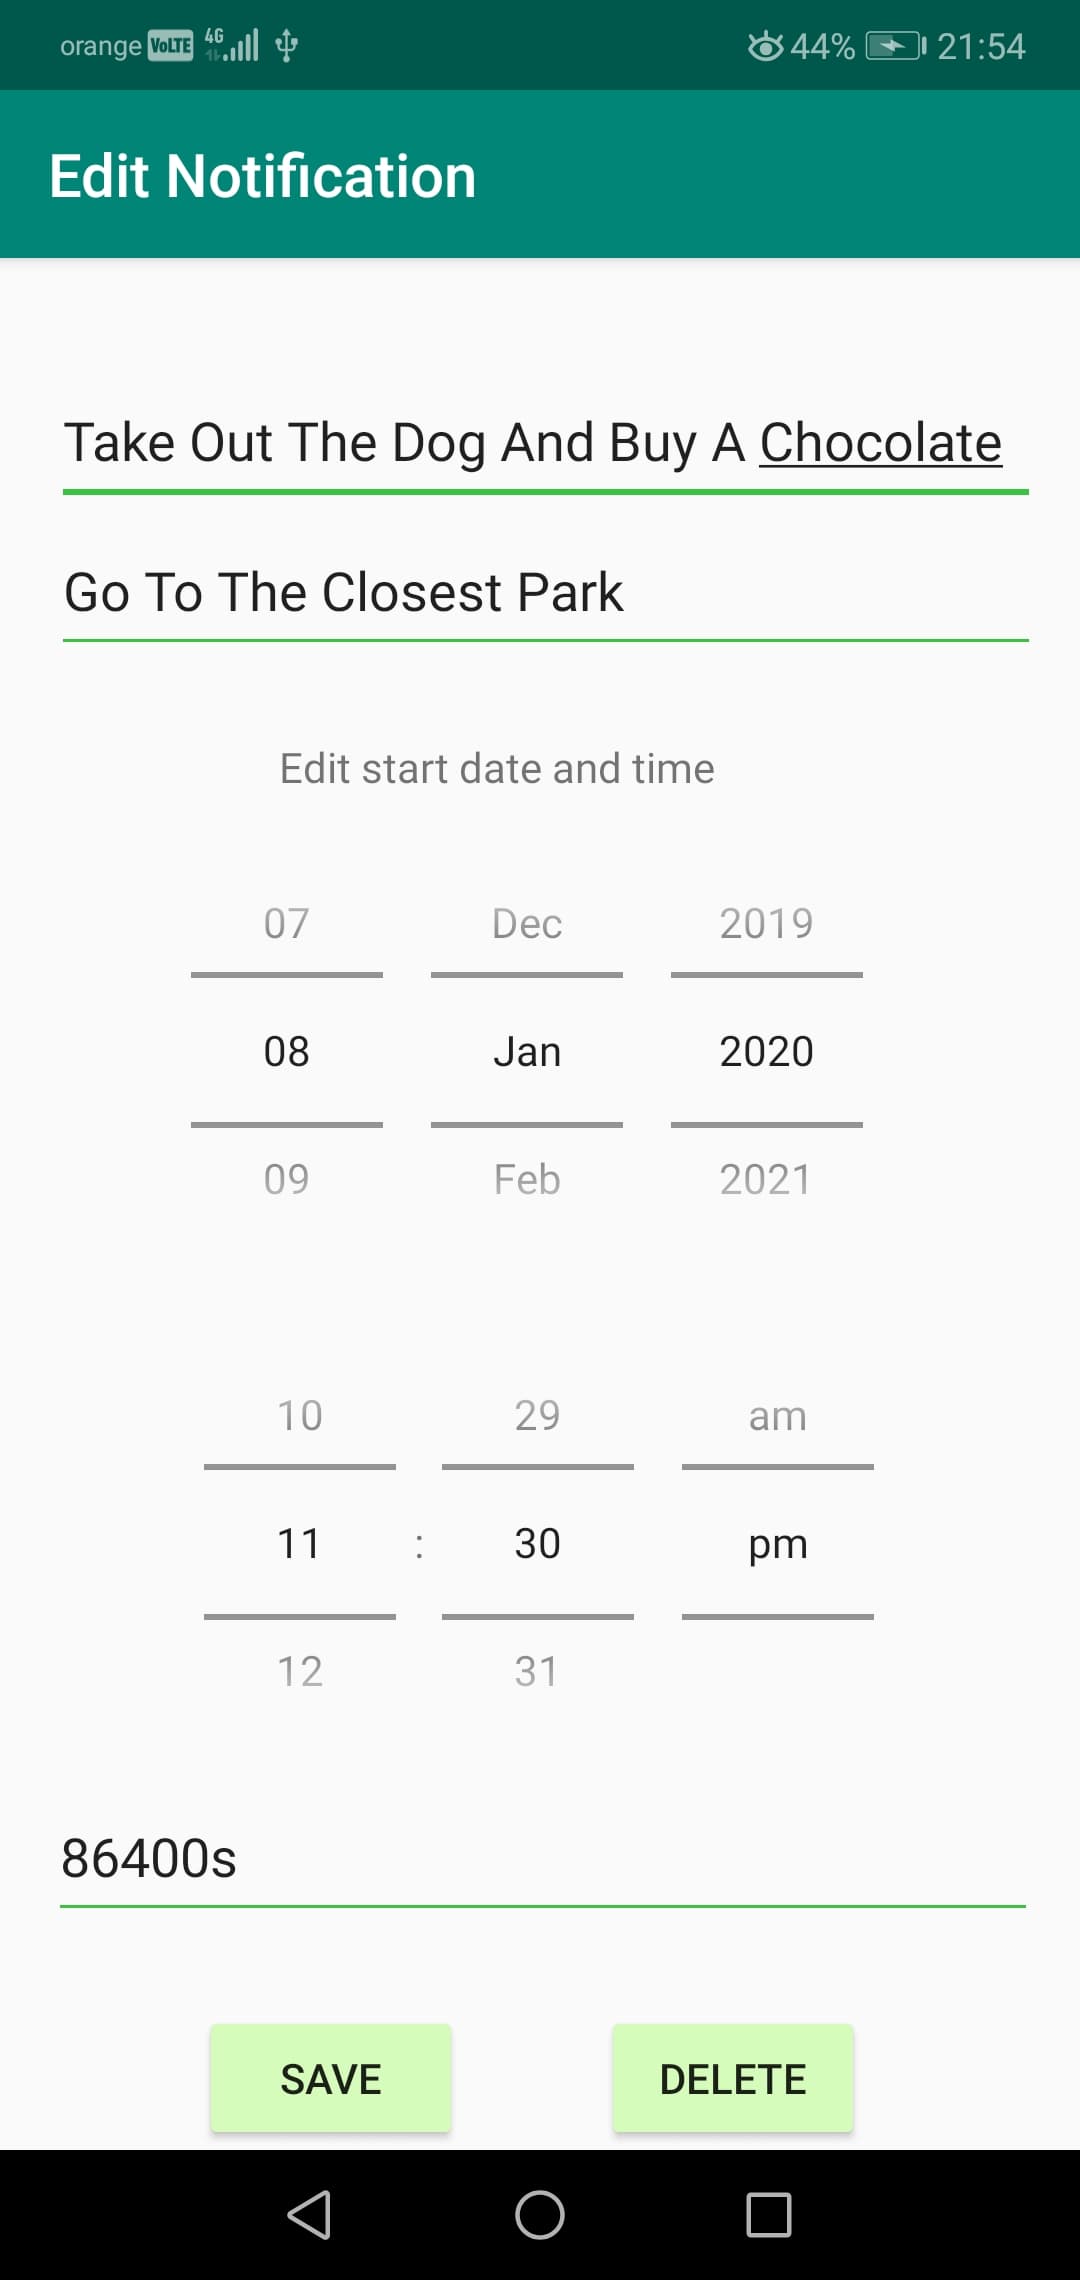 orange VoLTE 4G 44% 21:54
Edit Notification
Take Out The Dog And Buy A Chocolate
Go To The Closest Park
Edit start date and time
07 Dec 2019
08 Jan 2020
09 Feb 2021
10 29 am
11 : 30 pm
12 31
86400s
SAVE DELETE